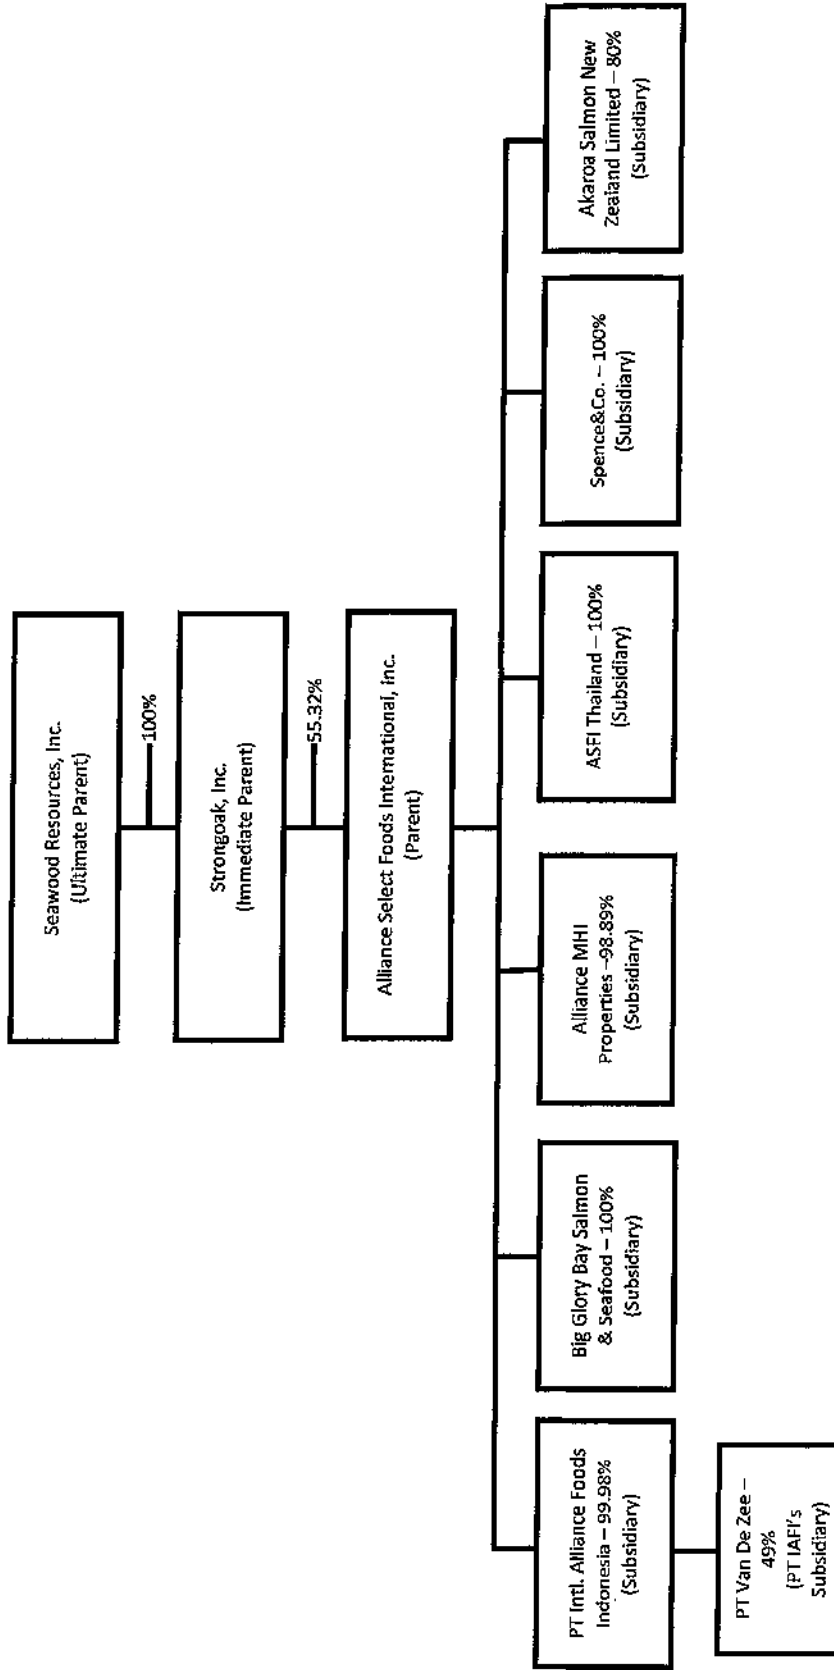 Seawood Resources, Inc.
(Ultimate Parent)
100%
Strongoak, Inc.
(Immediate Parent)
55.32%
Alliance Select Foods International, Inc.
(Parent)
PT Intl. Alliance Foods
Indonesia – 99.98%
(Subsidiary)
Big Glory Bay Salmon
& Seafood – 100%
(Subsidiary)
Alliance MHI
Properties –98.89%
(Subsidiary)
ASFI Thailand – 100%
(Subsidiary)
Spence&Co. – 100%
(Subsidiary)
Akaroa Salmon New
Zealand Limited – 80%
(Subsidiary)
PT Van De Zee –
49%
(PT IAFI's
Subsidiary)